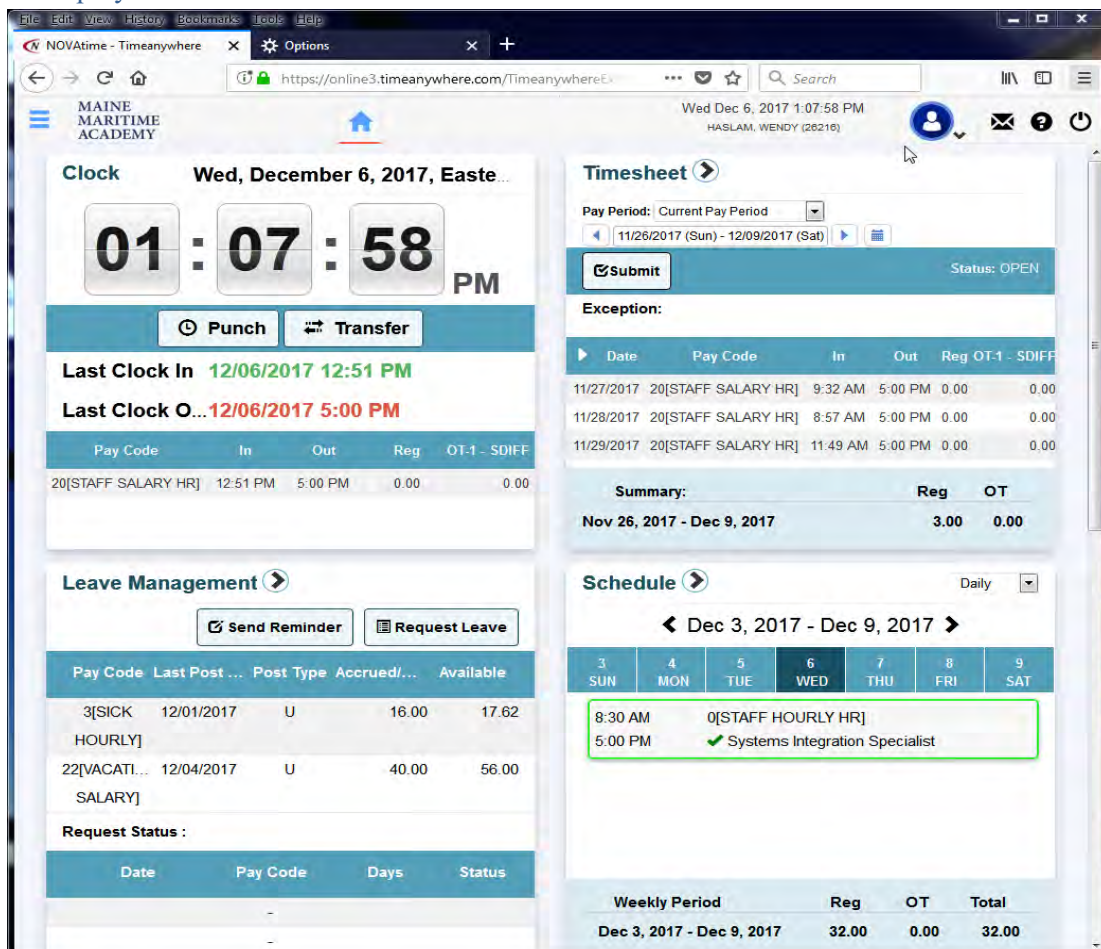 File Edit View History Bookmarks Tools Help
NOVAtime - Timeanywhere × Options × +
https://online3.timeanywhere.com/Timeanywhere Search
MAINE
MARITIME
ACADEMY
Wed Dec 6, 2017 1:07:58 PM
HASLAM, WENDY (26216)
Clock Wed, December 6, 2017, Easte...
01 : 07 : 58 PM
Punch Transfer
Last Clock In 12/06/2017 12:51 PM
Last Clock O...12/06/2017 5:00 PM
Pay Code In Out Reg OT-1 - SDIFF
20[STAFF SALARY HR] 12:51 PM 5:00 PM 0.00 0.00
Timesheet
Pay Period: Current Pay Period
11/26/2017 (Sun) - 12/09/2017 (Sat)
Submit Status: OPEN
Exception:
Date Pay Code In Out Reg OT-1 - SDIFF
11/27/2017 20[STAFF SALARY HR] 9:32 AM 5:00 PM 0.00 0.00
11/28/2017 20[STAFF SALARY HR] 8:57 AM 5:00 PM 0.00 0.00
11/29/2017 20[STAFF SALARY HR] 11:49 AM 5:00 PM 0.00 0.00
Summary: Reg OT
Nov 26, 2017 - Dec 9, 2017 3.00 0.00
Leave Management
Send Reminder Request Leave
Pay Code Last Post ... Post Type Accrued/... Available
3[SICK 12/01/2017 U 16.00 17.62
HOURLY]
22[VACATI... 12/04/2017 U 40.00 56.00
SALARY]
Request Status :
Date Pay Code Days Status
-
-
Schedule Daily
Dec 3, 2017 - Dec 9, 2017
3 4 5 6 7 8 9
SUN MON TUE WED THU FRI SAT
8:30 AM 0[STAFF HOURLY HR]
5:00 PM Systems Integration Specialist
Weekly Period Reg OT Total
Dec 3, 2017 - Dec 9, 2017 32.00 0.00 32.00